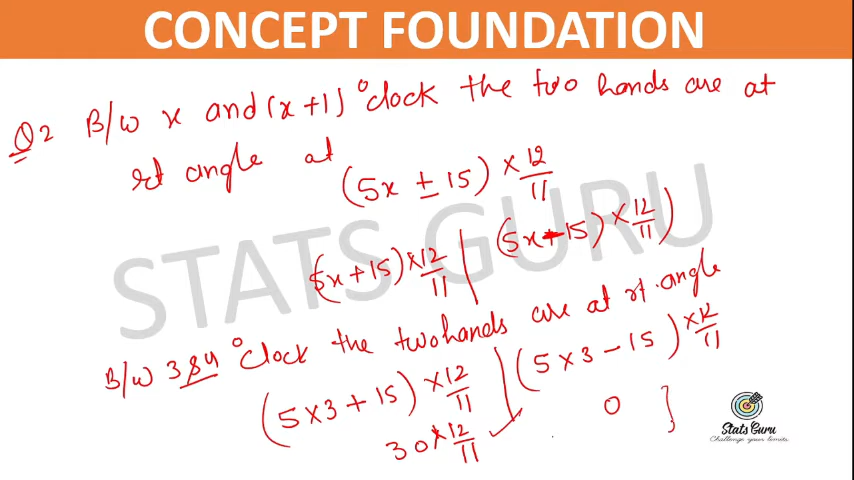 CONCEPT FOUNDATION
Q2 B/w x and (x+1) °clock the two hands are at
rt angle at
(5x ± 15) × 12/11
(5x+15) × 12/11 | (5x-15) × 12/11)
B/w 3 & 4 °clock the two hands are at rt. angle
(5×3+15) × 12/11 | (5×3-15) × 12/11
30 × 12/11 ✓ 0 }
STATS GURU
Stats Guru
Challenge your limits